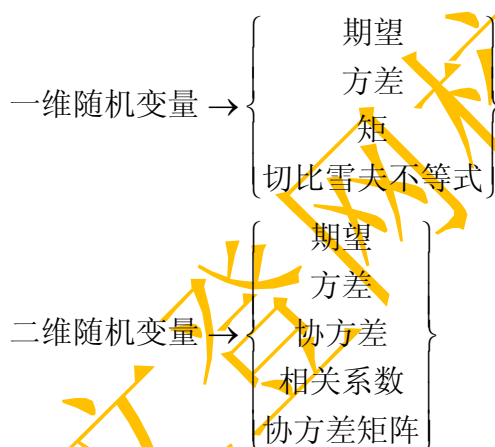 期望
方差
一维随机变量 →
矩
切比雪夫不等式
期望
方差
二维随机变量 → 协方差
相关系数
协方差矩阵